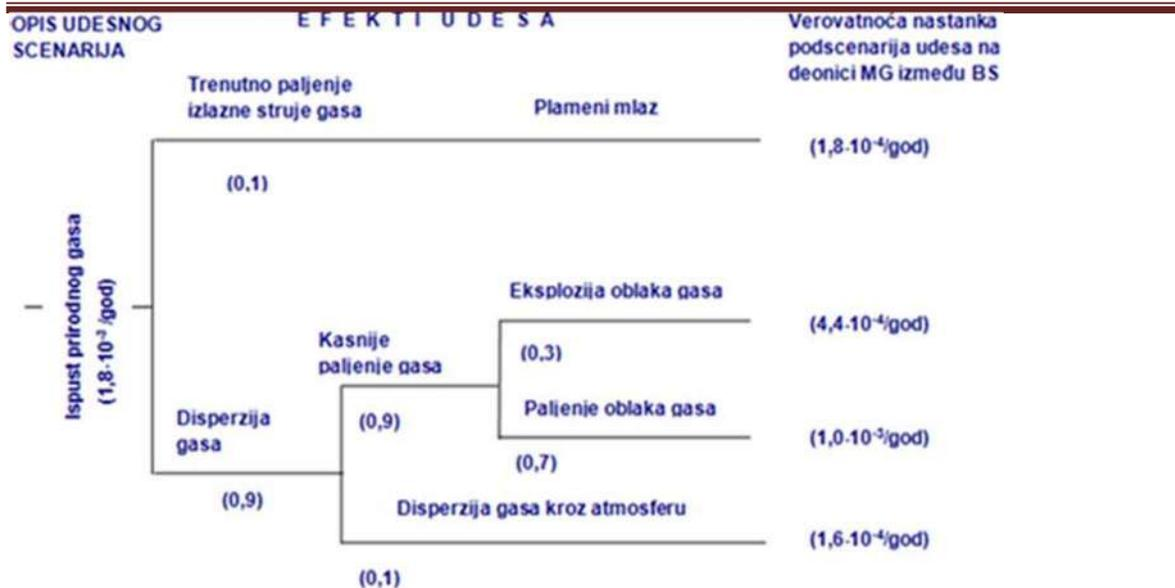 OPIS UDESNOG
SCENARIJA
E F E K T I U D E S A
Verovatnoća nastanka
podscenarija udesa na
deonici MG između BS
Trenutno paljenje
izlazne struje gasa
Plameni mlaz
(1,8·10⁻⁴/god)
(0,1)
Ispust prirodnog gasa
(1,8·10⁻³ /god)
Eksplozija oblaka gasa
(4,4·10⁻⁴/god)
Kasnije
paljenje gasa
(0,3)
Disperzija
gasa
(0,9)
Paljenje oblaka gasa
(1,0·10⁻³/god)
(0,7)
(0,9)
Disperzija gasa kroz atmosferu
(1,6·10⁻⁴/god)
(0,1)